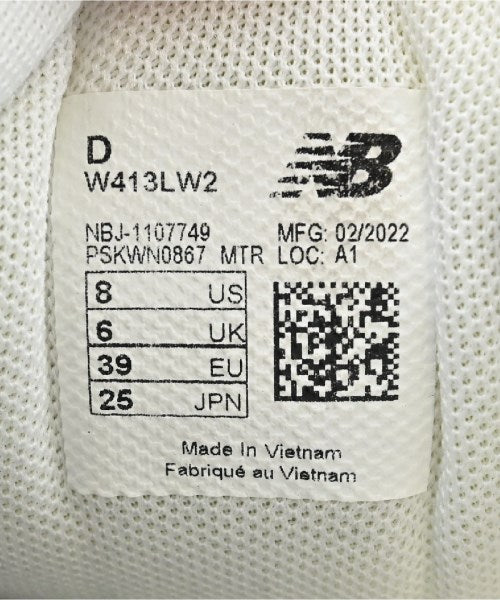 D
W413LW2
NB
NBJ-1107749 MFG: 02/2022
PSKWN0867 MTR LOC: A1
8 US
6 UK
39 EU
25 JPN
Made In Vietnam
Fabriqué au Vietnam